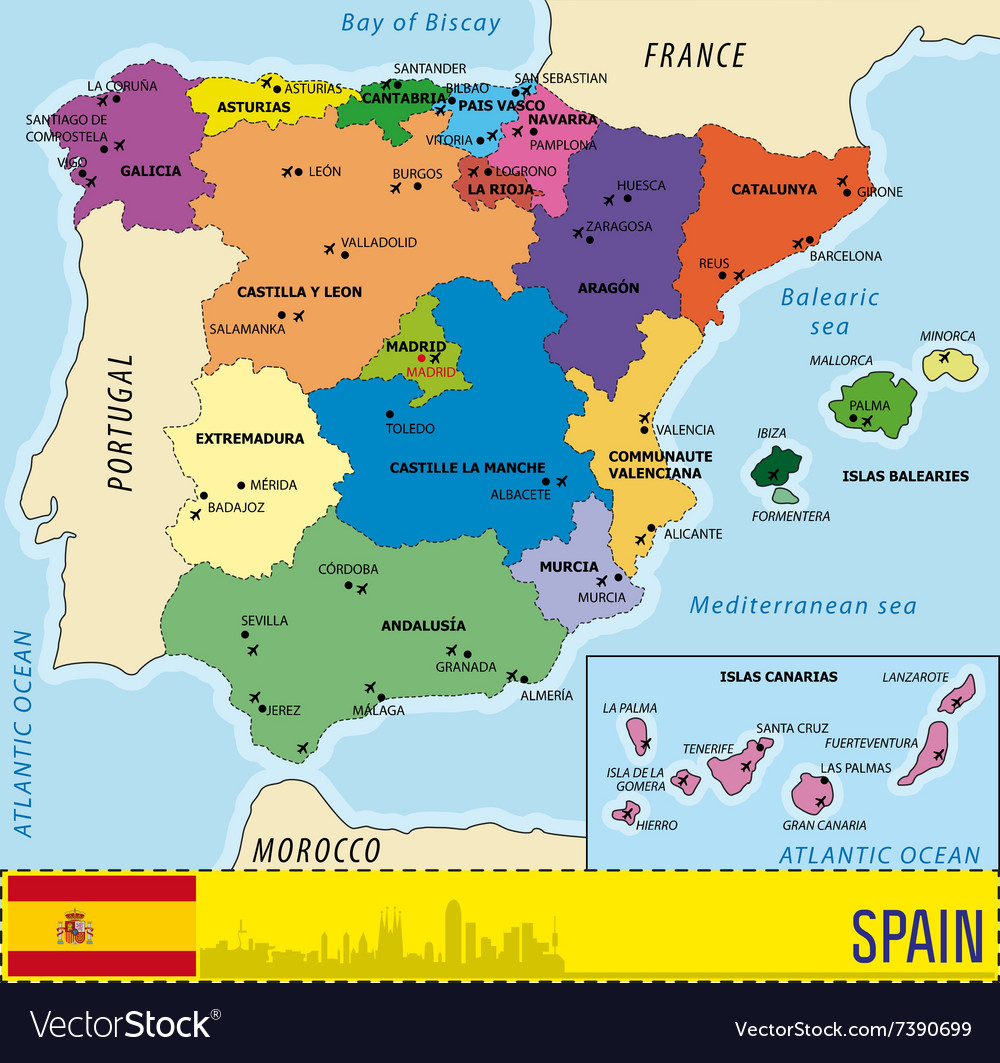 Bay of Biscay
FRANCE
SANTANDER
SAN SEBASTIAN
LA CORUÑA
ASTURIAS
BILBAO
CANTABRIA
ASTURIAS
PAIS VASCO
SANTIAGO DE
COMPOSTELA
NAVARRA
VITORIA
PAMPLONA
VIGO
GALICIA
LEÓN
BURGOS
LOGRONO
LA RIOJA
HUESCA
CATALUNYA
GIRONE
ZARAGOSA
VALLADOLID
BARCELONA
REUS
CASTILLA Y LEON
ARAGÓN
Balearic
sea
SALAMANKA
MINORCA
MADRID
MADRID
MALLORCA
PORTUGAL
PALMA
TOLEDO
VALENCIA
IBIZA
EXTREMADURA
COMMUNAUTE
VALENCIANA
CASTILLE LA MANCHE
ISLAS BALEARIES
MÉRIDA
ALBACETE
BADAJOZ
FORMENTERA
ALICANTE
CÓRDOBA
MURCIA
MURCIA
Mediterranean sea
SEVILLA
ANDALUSÍA
GRANADA
ALMERÍA
JEREZ
MÁLAGA
ATLANTIC OCEAN
ISLAS CANARIAS
LANZAROTE
LA PALMA
SANTA CRUZ
TENERIFE
FUERTEVENTURA
ISLA DE LA
GOMERA
LAS PALMAS
HIERRO
GRAN CANARIA
MOROCCO
ATLANTIC OCEAN
SPAIN
VectorStock®
VectorStock.com/7390699